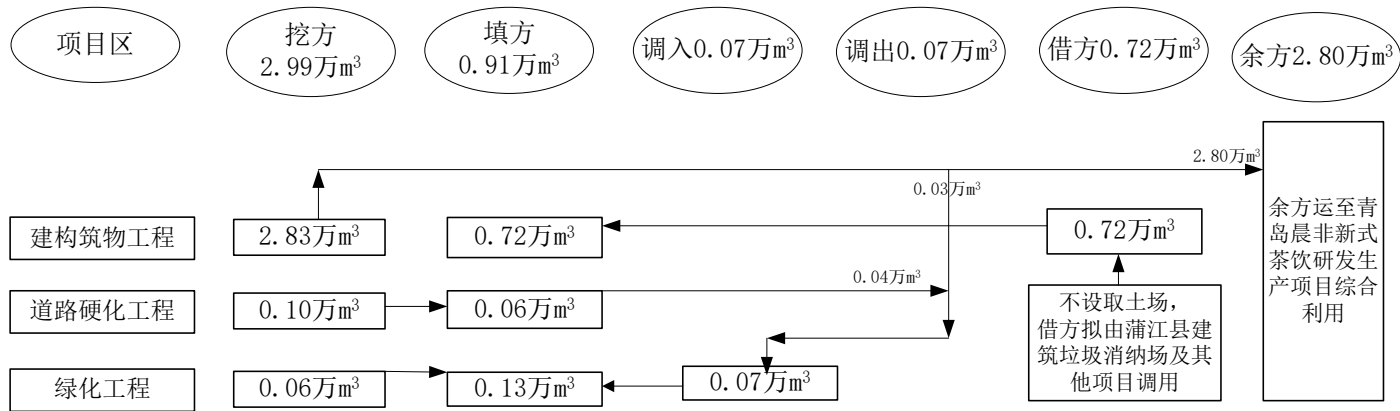 项目区
挖方
2.99万m³
填方
0.91万m³
调入0.07万m³
调出0.07万m³
借方0.72万m³
余方2.80万m³
2.80万m³
0.03万m³
建构筑物工程
2.83万m³
0.72万m³
0.72万m³
余方运至青
岛晨非新式
茶饮研发生
产项目综合
利用
0.04万m³
道路硬化工程
0.10万m³
0.06万m³
不设取土场，
借方拟由蒲江县建
筑垃圾消纳场及其
他项目调用
绿化工程
0.06万m³
0.13万m³
0.07万m³